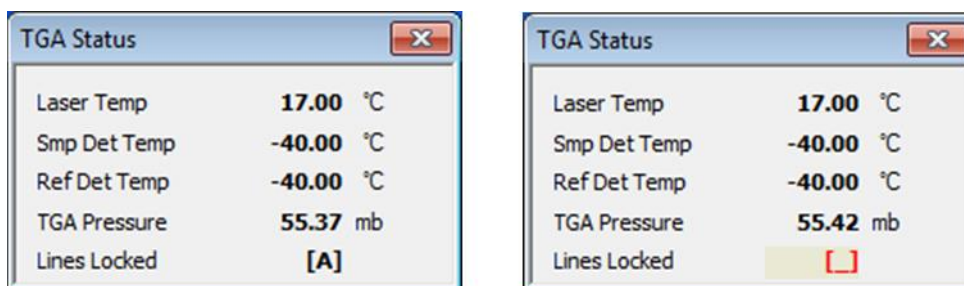 TGA Status
Laser Temp 17.00 °C
Smp Det Temp -40.00 °C
Ref Det Temp -40.00 °C
TGA Pressure 55.37 mb
Lines Locked [A]
TGA Status
Laser Temp 17.00 °C
Smp Det Temp -40.00 °C
Ref Det Temp -40.00 °C
TGA Pressure 55.42 mb
Lines Locked [_]